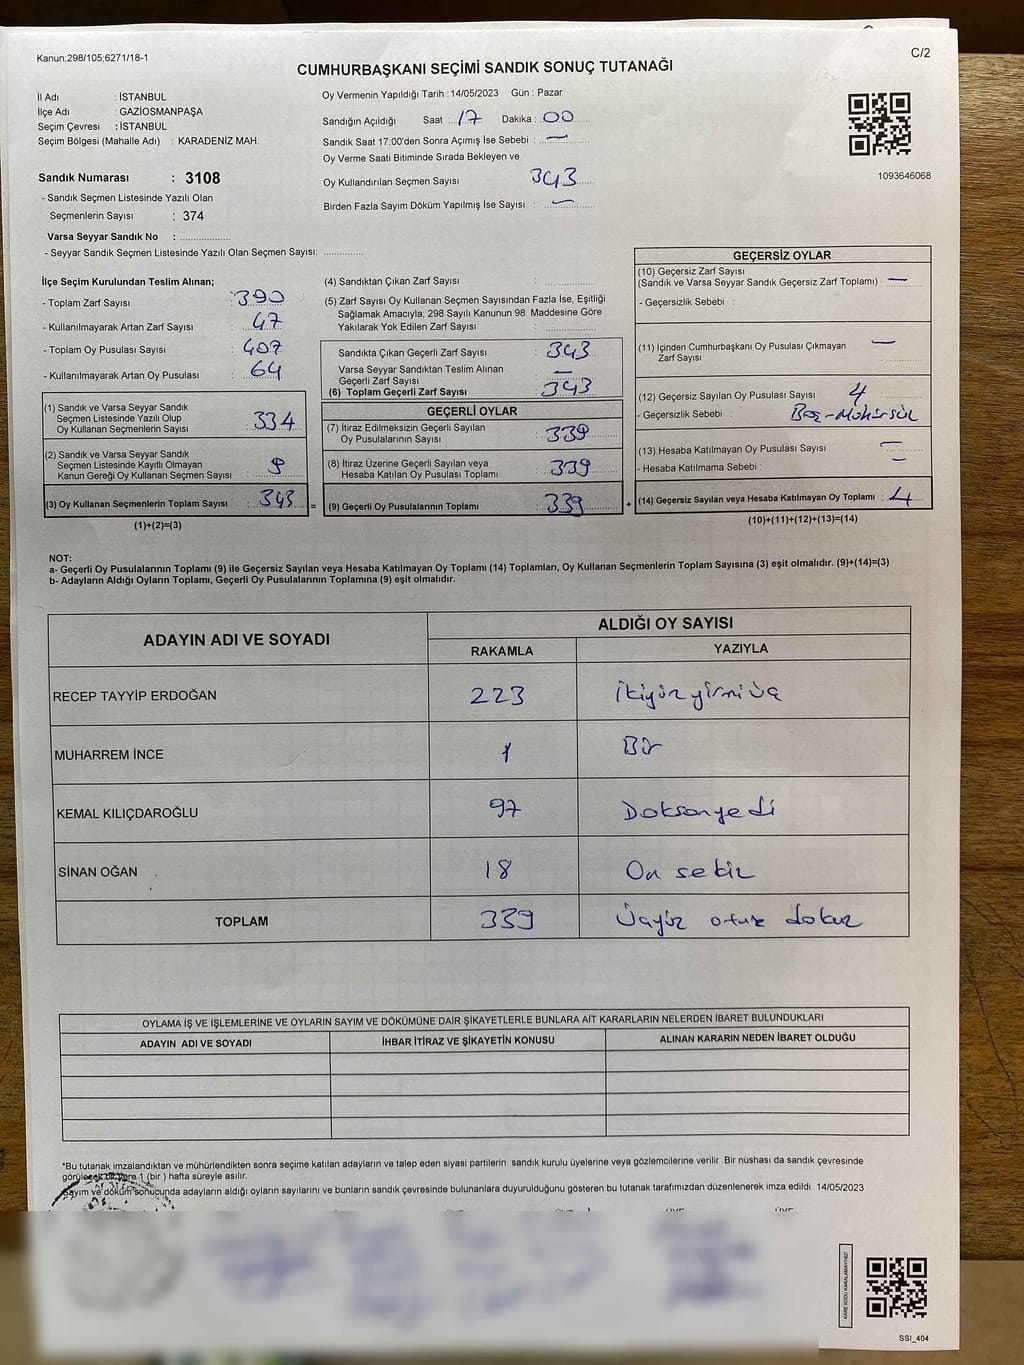 Kanun:298/105;6271/18-1
C/2
CUMHURBAŞKANI SEÇİMİ SANDIK SONUÇ TUTANAĞI
İl Adı : İSTANBUL
İlçe Adı : GAZİOSMANPAŞA
Seçim Çevresi : İSTANBUL
Seçim Bölgesi (Mahalle Adı) : KARADENİZ MAH.
Sandık Numarası : 3108
- Sandık Seçmen Listesinde Yazılı Olan
Seçmenlerin Sayısı : 374
Varsa Seyyar Sandık No : ..................
- Seyyar Sandık Seçmen Listesinde Yazılı Olan Seçmen Sayısı: ..............
Oy Vermenin Yapıldığı Tarih : 14/05/2023 Gün : Pazar
Sandığın Açıldığı Saat : 17 Dakika : 00
Sandık Saat 17:00'den Sonra Açımış İse Sebebi : —
Oy Verme Saati Bitiminde Sırada Bekleyen ve
Oy Kullandırılan Seçmen Sayısı 343
Birden Fazla Sayım Döküm Yapılmış İse Sayısı : —
1093646068
İlçe Seçim Kurulundan Teslim Alınan;
- Toplam Zarf Sayısı : 390
- Kullanılmayarak Artan Zarf Sayısı : 47
- Toplam Oy Pusulası Sayısı : 407
- Kullanılmayarak Artan Oy Pusulası : 64
(1) Sandık ve Varsa Seyyar Sandık
Seçmen Listesinde Yazılı Olup
Oy Kullanan Seçmenlerin Sayısı : 334
(2) Sandık ve Varsa Seyyar Sandık
Seçmen Listesinde Kayıtlı Olmayan
Kanun Gereği Oy Kullanan Seçmen Sayısı : 9
(3) Oy Kullanan Seçmenlerin Toplam Sayısı : 343
(1)+(2)=(3)
=
(4) Sandıktan Çıkan Zarf Sayısı :
(5) Zarf Sayısı Oy Kullanan Seçmen Sayısından Fazla İse, Eşitliği
Sağlamak Amacıyla; 298 Sayılı Kanunun 98. Maddesine Göre
Yakılarak Yok Edilen Zarf Sayısı :
Sandıkta Çıkan Geçerli Zarf Sayısı : 343
Varsa Seyyar Sandıktan Teslim Alınan
Geçerli Zarf Sayısı : —
(6) Toplam Geçerli Zarf Sayısı : 343
GEÇERLİ OYLAR
(7) İtiraz Edilmeksizin Geçerli Sayılan
Oy Pusulalarının Sayısı : 339
(8) İtiraz Üzerine Geçerli Sayılan veya
Hesaba Katılan Oy Pusulası Toplamı : 339
(9) Geçerli Oy Pusulalarının Toplamı : 339
+
GEÇERSİZ OYLAR
(10) Geçersiz Zarf Sayısı
(Sandık ve Varsa Seyyar Sandık Geçersiz Zarf Toplamı) : —
- Geçersizlik Sebebi :
(11) İçinden Cumhurbaşkanı Oy Pusulası Çıkmayan
Zarf Sayısı : —
(12) Geçersiz Sayılan Oy Pusulası Sayısı : 4
- Geçersizlik Sebebi : Boş-Mühürsüz
(13) Hesaba Katılmayan Oy Pusulası Sayısı : —
- Hesaba Katılmama Sebebi : —
(14) Geçersiz Sayılan veya Hesaba Katılmayan Oy Toplamı : 4
(10)+(11)+(12)+(13)=(14)
NOT:
a- Geçerli Oy Pusulalarının Toplamı (9) ile Geçersiz Sayılan veya Hesaba Katılmayan Oy Toplamı (14) Toplamları, Oy Kullanan Seçmenlerin Toplam Sayısına (3) eşit olmalıdır. (9)+(14)=(3)
b- Adayların Aldığı Oyların Toplamı, Geçerli Oy Pusulalarının Toplamına (9) eşit olmalıdır.
ADAYIN ADI VE SOYADI
ALDIĞI OY SAYISI
RAKAMLA YAZIYLA
RECEP TAYYİP ERDOĞAN 223 İkiyüz yirmi üç
MUHARREM İNCE 1 Bir
KEMAL KILIÇDAROĞLU 97 Doksanyedi
SİNAN OĞAN 18 On sekiz
TOPLAM 339 Üçyüz otuz dokuz
OYLAMA İŞ VE İŞLEMLERİNE VE OYLARIN SAYIM VE DÖKÜMÜNE DAİR ŞİKAYETLERLE BUNLARA AİT KARARLARIN NELERDEN İBARET BULUNDUKLARI
ADAYIN ADI VE SOYADI İHBAR İTİRAZ VE ŞİKAYETİN KONUSU ALINAN KARARIN NEDEN İBARET OLDUĞU
*Bu tutanak imzalandıktan ve mühürlendikten sonra seçime katılan adayların ve talep eden siyasi partilerin sandık kurulu üyelerine veya gözlemcilerine verilir .Bir nüshası da sandık çevresinde
görülecek bir yere 1 (bir ) hafta süreyle asılır.
Sayım ve döküm sonucunda adayların aldığı oyların sayılarını ve bunların sandık çevresinde bulunanlara duyurulduğunu gösteren bu tutanak tarafımızdan düzenlenerek imza edildi 14/05/2023
KARE KODU KARALAMAYINIZ!
SSI_404